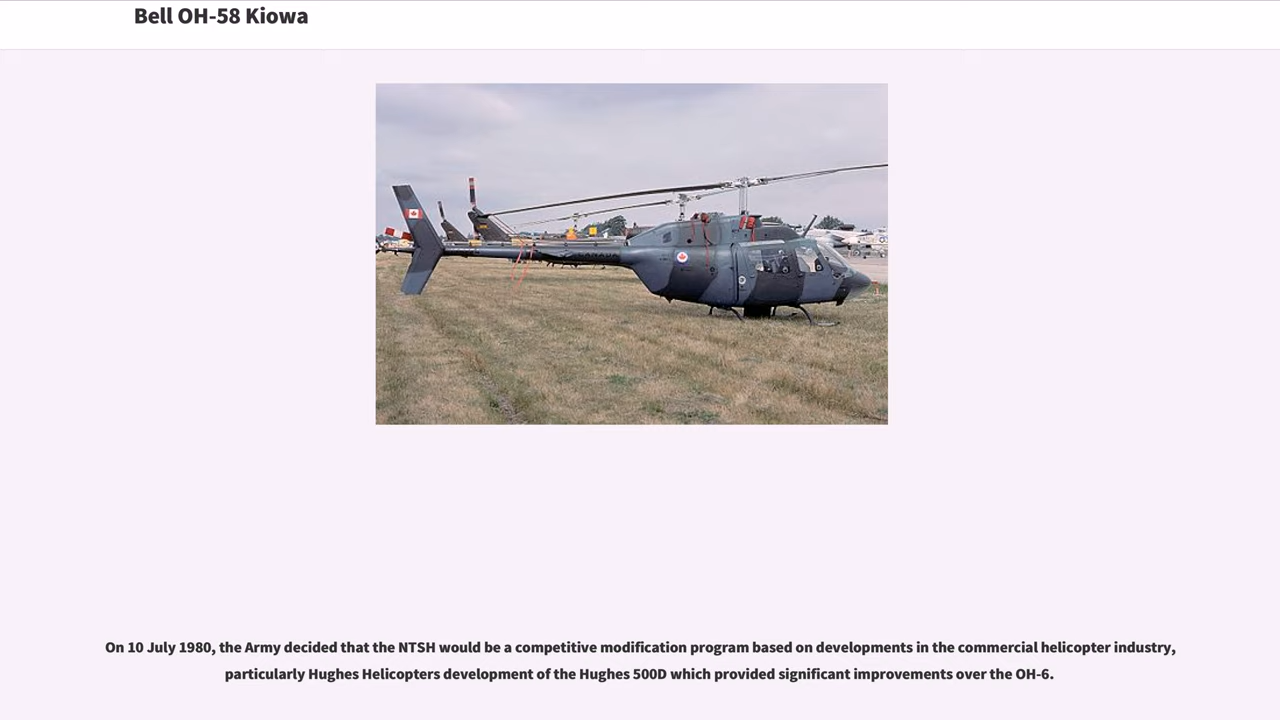 Bell OH-58 Kiowa
On 10 July 1980, the Army decided that the NTSH would be a competitive modification program based on developments in the commercial helicopter industry,
particularly Hughes Helicopters development of the Hughes 500D which provided significant improvements over the OH-6.